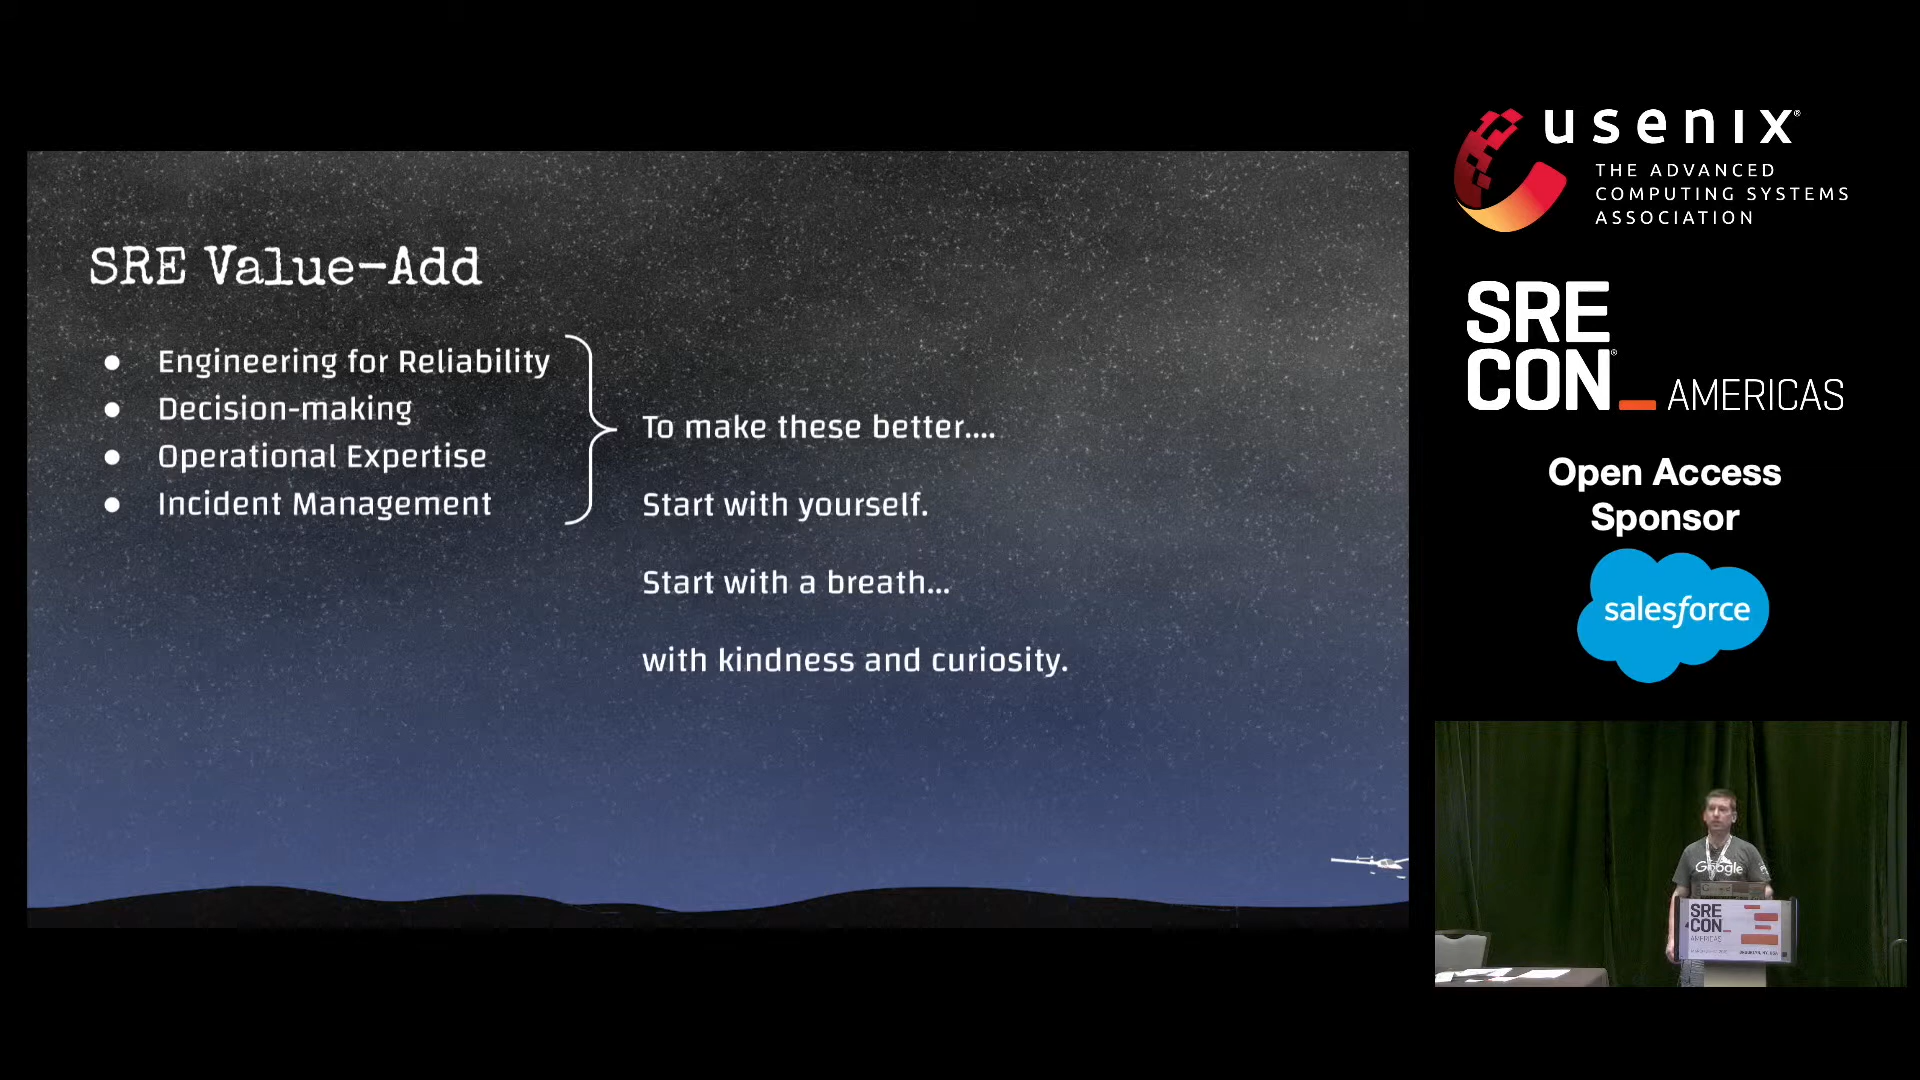 SRE Value-Add
● Engineering for Reliability
● Decision-making
● Operational Expertise
● Incident Management
To make these better....
Start with yourself.
Start with a breath...
with kindness and curiosity.
usenix®
THE ADVANCED
COMPUTING SYSTEMS
ASSOCIATION
SRE
CON®_ AMERICAS
Open Access
Sponsor
salesforce
Google
SRE
CON_
AMERICAS